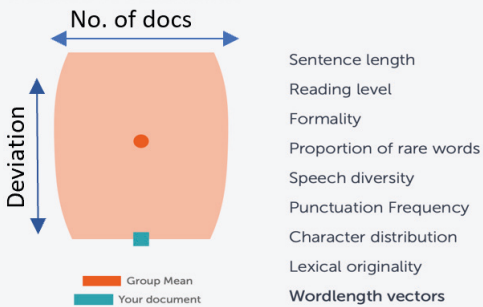 No. of docs
Deviation
Sentence length
Reading level
Formality
Proportion of rare words
Speech diversity
Punctuation Frequency
Character distribution
Lexical originality
Wordlength vectors
Group Mean
Your document